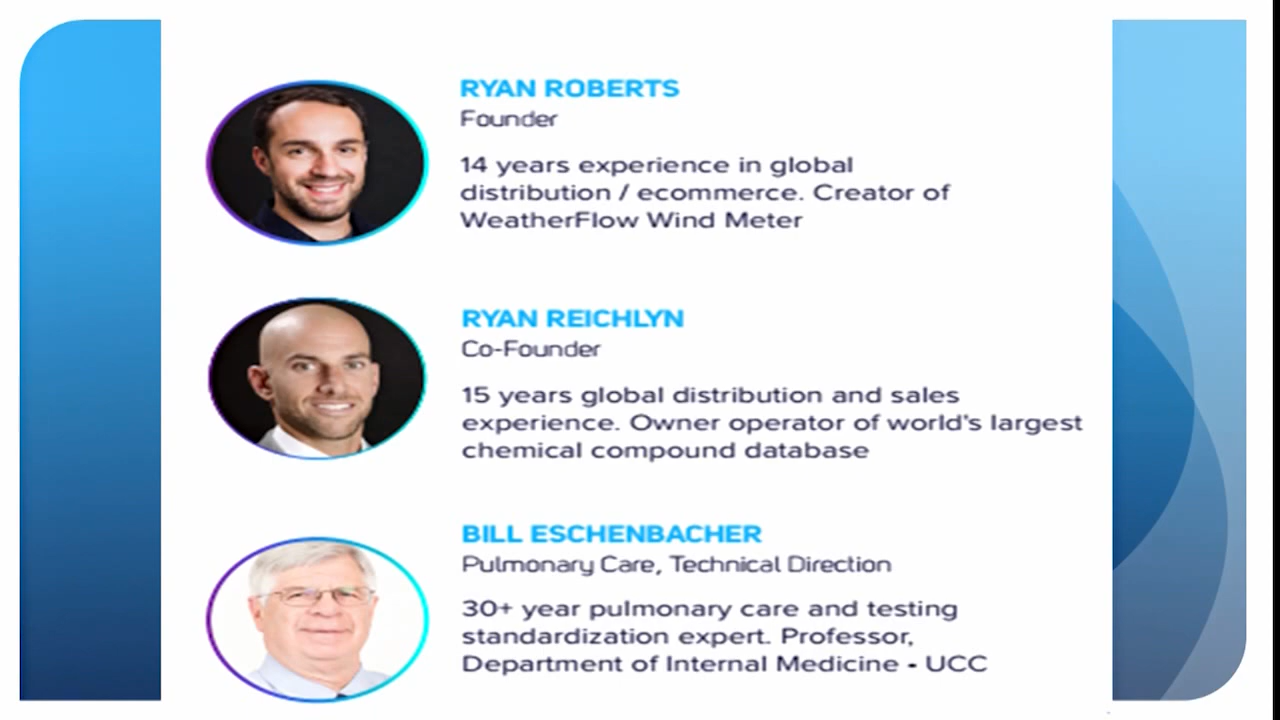 RYAN ROBERTS
Founder
14 years experience in global
distribution / ecommerce. Creator of
WeatherFlow Wind Meter
RYAN REICHLYN
Co-Founder
15 years global distribution and sales
experience. Owner operator of world's largest
chemical compound database
BILL ESCHENBACHER
Pulmonary Care, Technical Direction
30+ year pulmonary care and testing
standardization expert. Professor,
Department of Internal Medicine - UCC